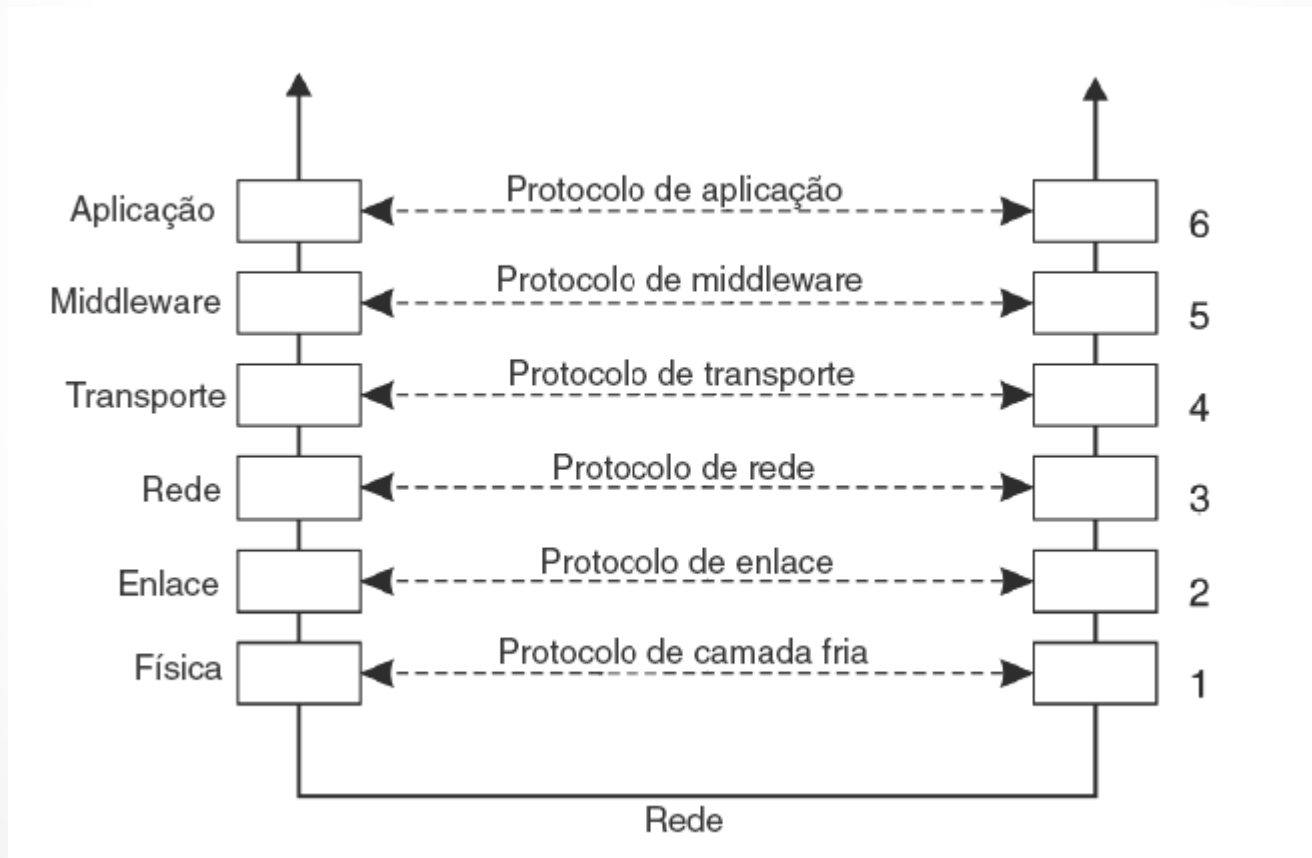 Aplicação
Protocolo de aplicação
6
Middleware
Protocolo de middleware
5
Transporte
Protocolo de transporte
4
Rede
Protocolo de rede
3
Enlace
Protocolo de enlace
2
Física
Protocolo de camada fria
1
Rede